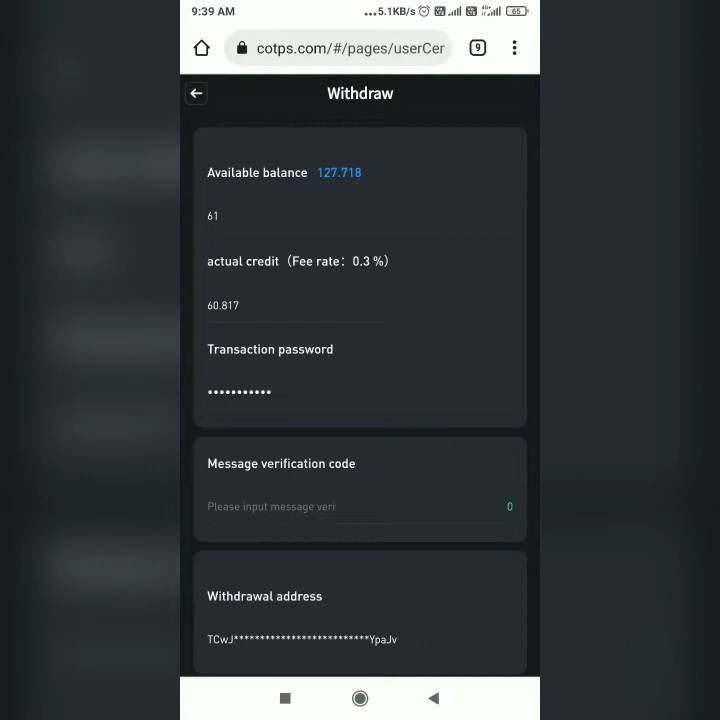 9:39 AM ...5.1KB/s 4G+ 65
cotps.com/#/pages/userCer 9
Withdraw
Available balance 127.718
61
actual credit（Fee rate：0.3 %）
60.817
Transaction password
•••••••••••
Message verification code
Please input message veri 0
Withdrawal address
TCwJ**************************YpaJv